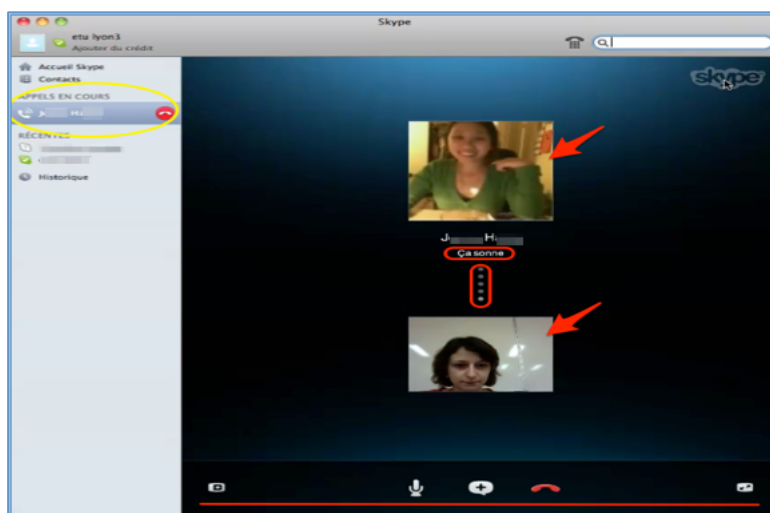 Skype
etu lyon3
Ajouter du crédit
Accueil Skype
Contacts
APPELS EN COURS
RÉCENTES
Historique
skype
Ça sonne